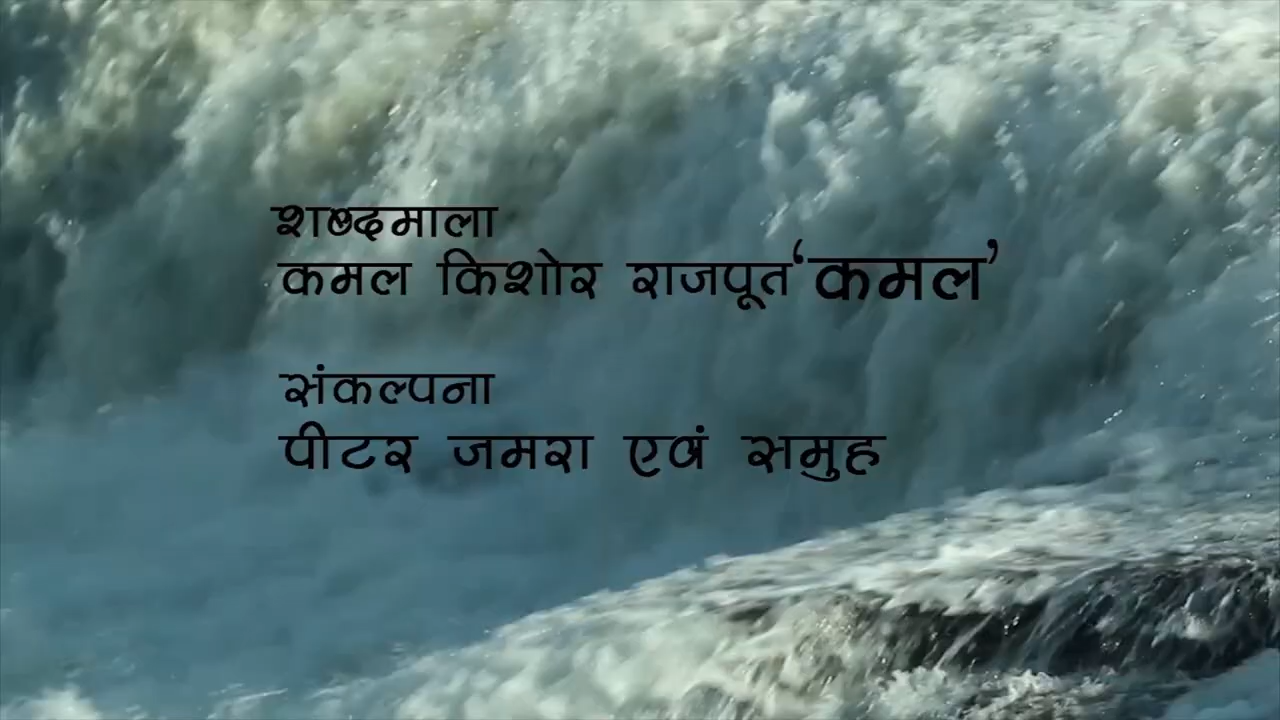 शब्दमाला
कमल किशोर राजपूत ‘कमल’
संकल्पना
पीटर जमरा एवं समुह